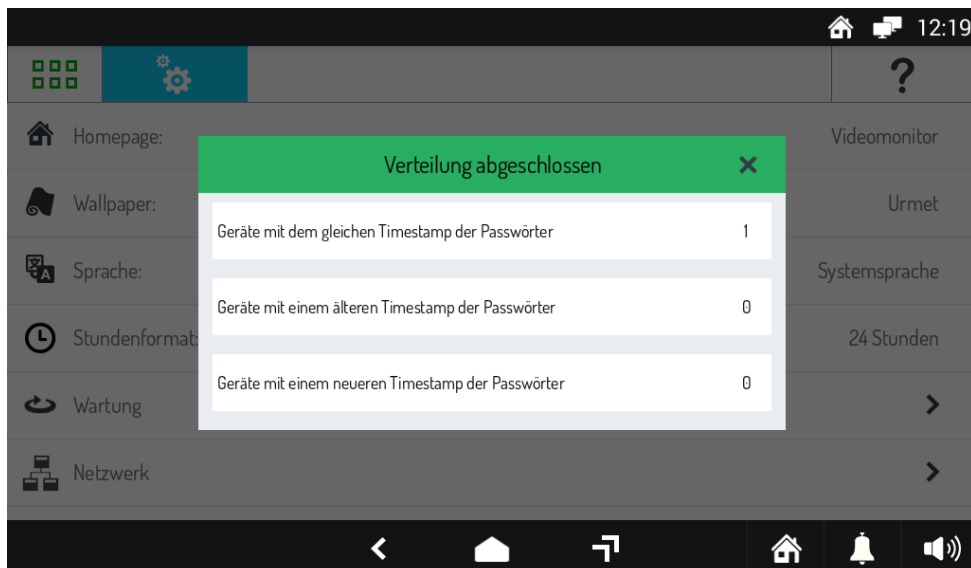 12:19
?
Homepage: Videomonitor
Verteilung abgeschlossen
Wallpaper: Urmet
Geräte mit dem gleichen Timestamp der Passwörter 1
Sprache: Systemsprache
Geräte mit einem älteren Timestamp der Passwörter 0
Stundenformat: 24 Stunden
Geräte mit einem neueren Timestamp der Passwörter 0
Wartung
Netzwerk